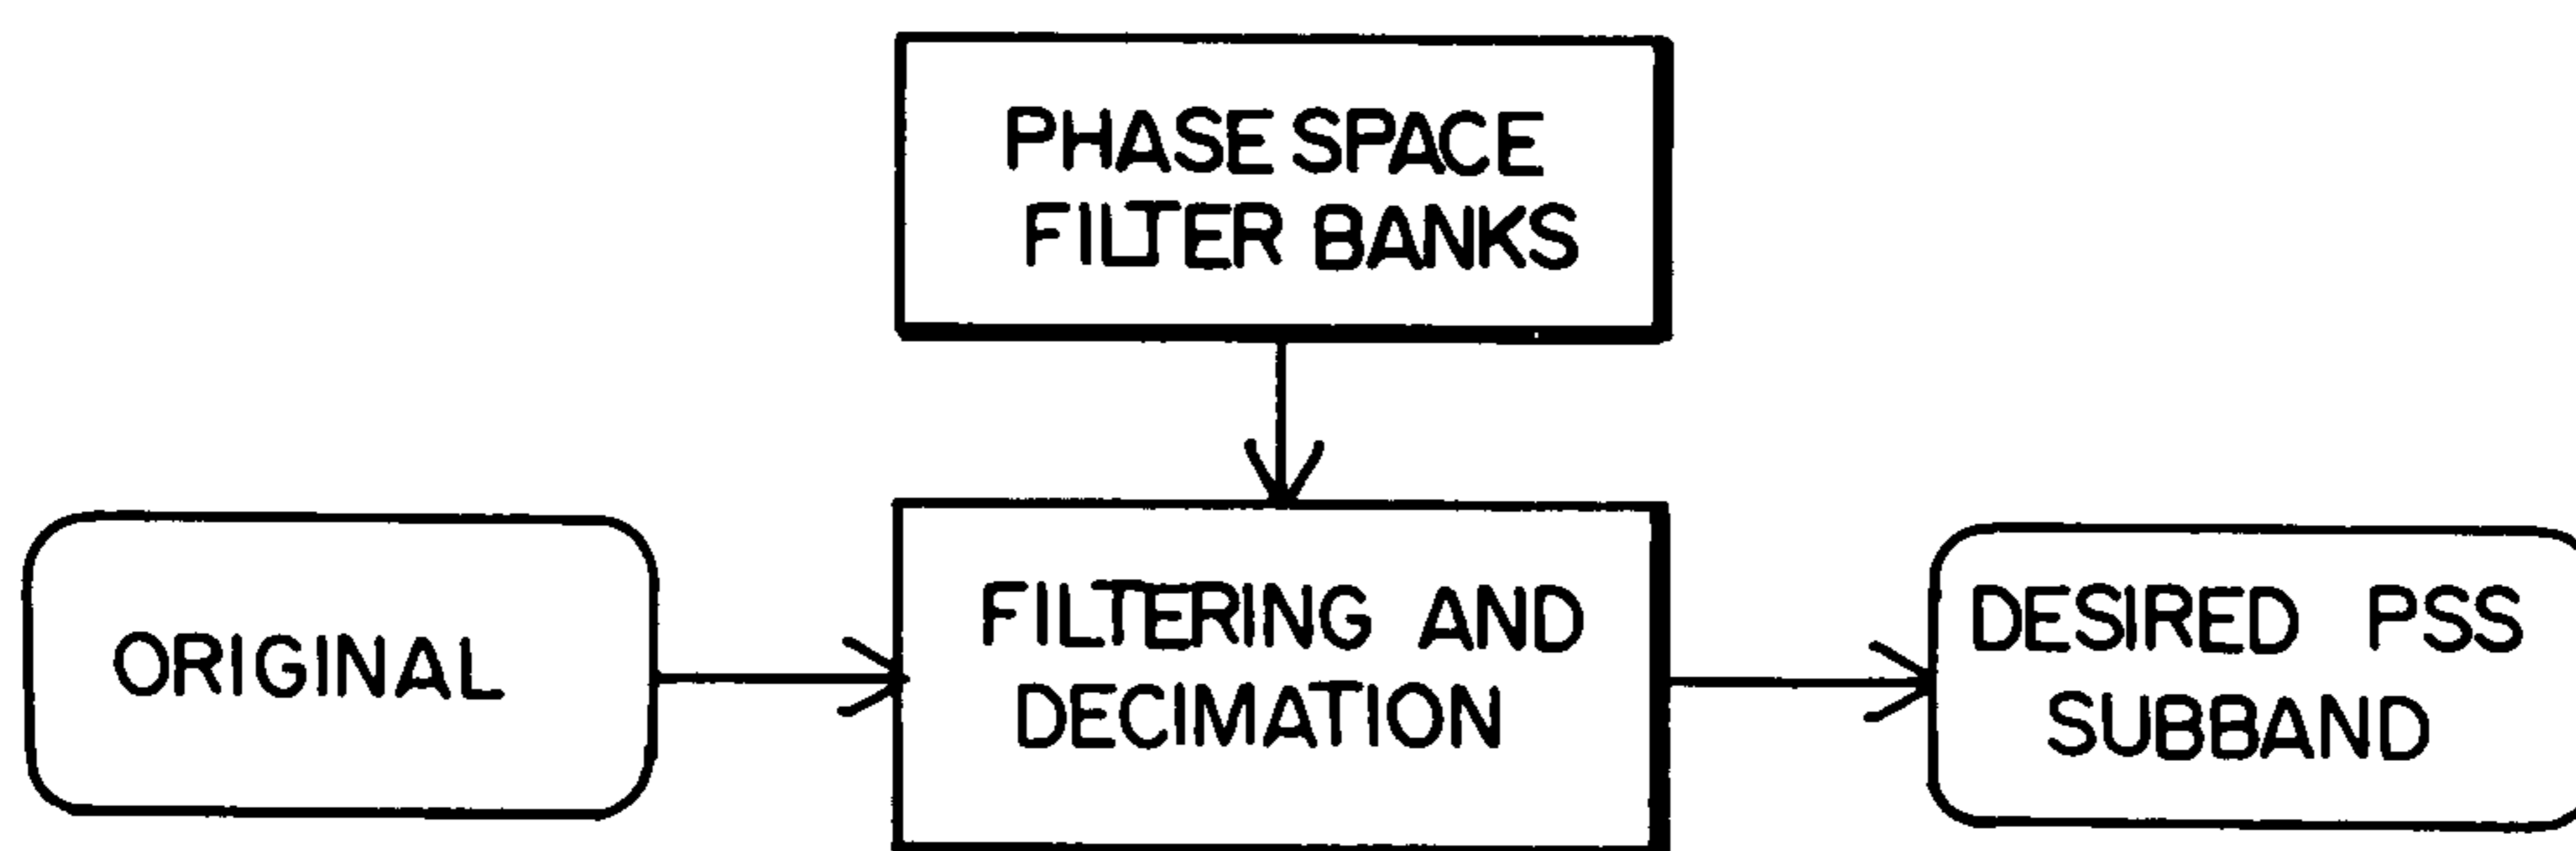 PHASE SPACE
FILTER BANKS
ORIGINAL
FILTERING AND
DECIMATION
DESIRED PSS
SUBBAND